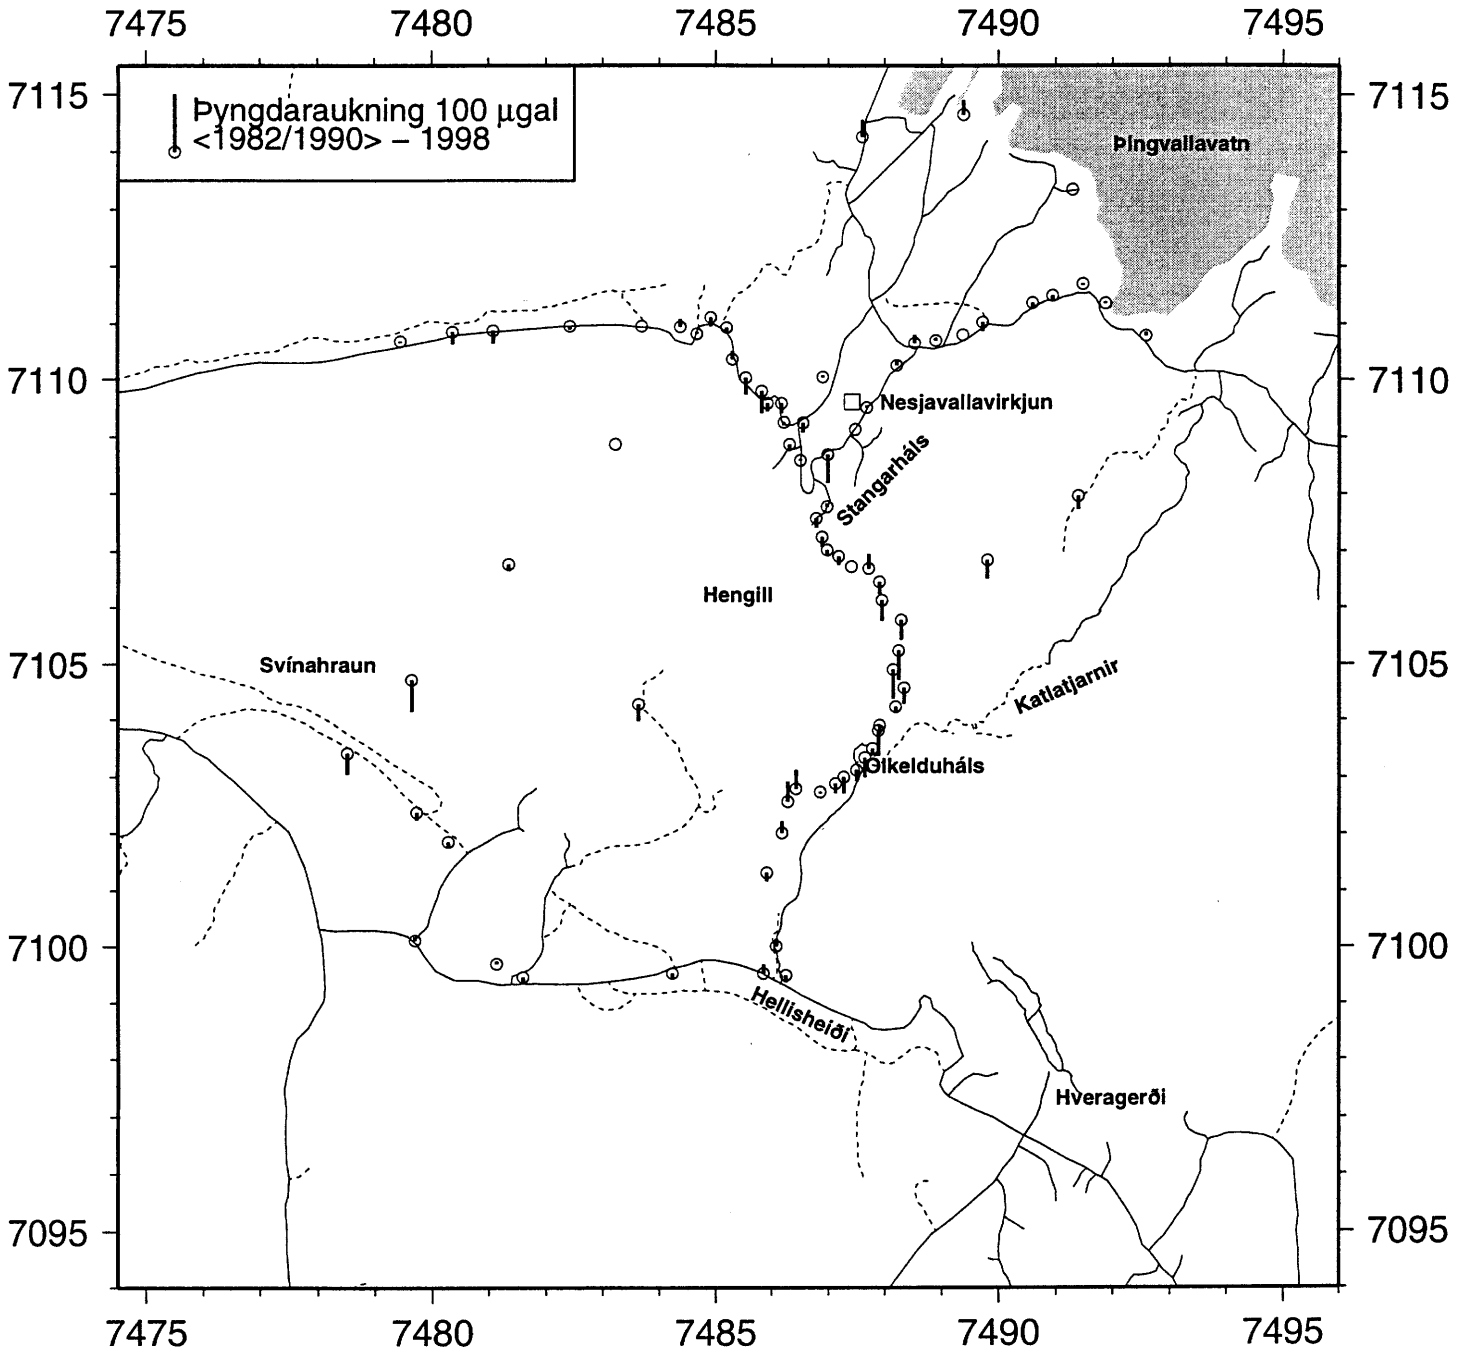 7475 7480 7485 7490 7495
7115 7115
Þyngdaraukning 100 µgal
<1982/1990> – 1998
Þingvallavatn
7110 7110
Nesjavallavirkjun
Stangarháls
Hengill
7105 7105
Svínahraun
Katlatjarnir
Ölkelduháls
7100 7100
Hellisheiði
Hveragerði
7095 7095
7475 7480 7485 7490 7495